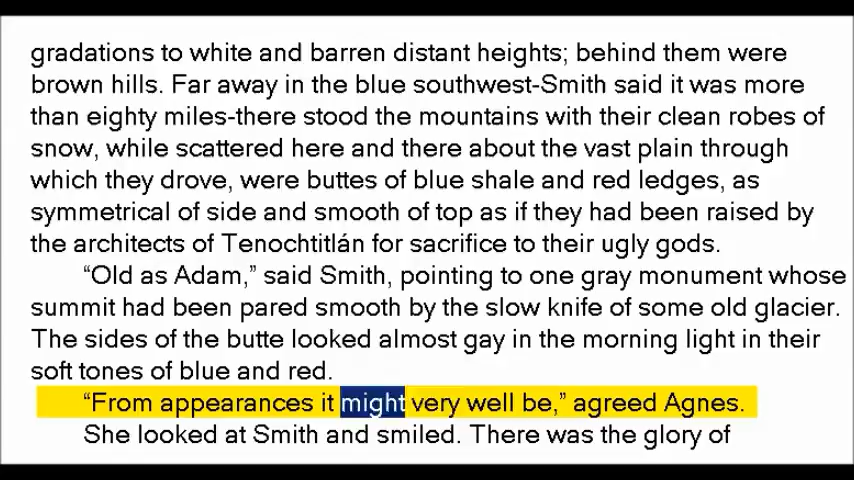 gradations to white and barren distant heights; behind them were
brown hills. Far away in the blue southwest-Smith said it was more
than eighty miles-there stood the mountains with their clean robes of
snow, while scattered here and there about the vast plain through
which they drove, were buttes of blue shale and red ledges, as
symmetrical of side and smooth of top as if they had been raised by
the architects of Tenochtitlán for sacrifice to their ugly gods.
“Old as Adam,” said Smith, pointing to one gray monument whose
summit had been pared smooth by the slow knife of some old glacier.
The sides of the butte looked almost gay in the morning light in their
soft tones of blue and red.
“From appearances it might very well be,” agreed Agnes.
She looked at Smith and smiled. There was the glory of